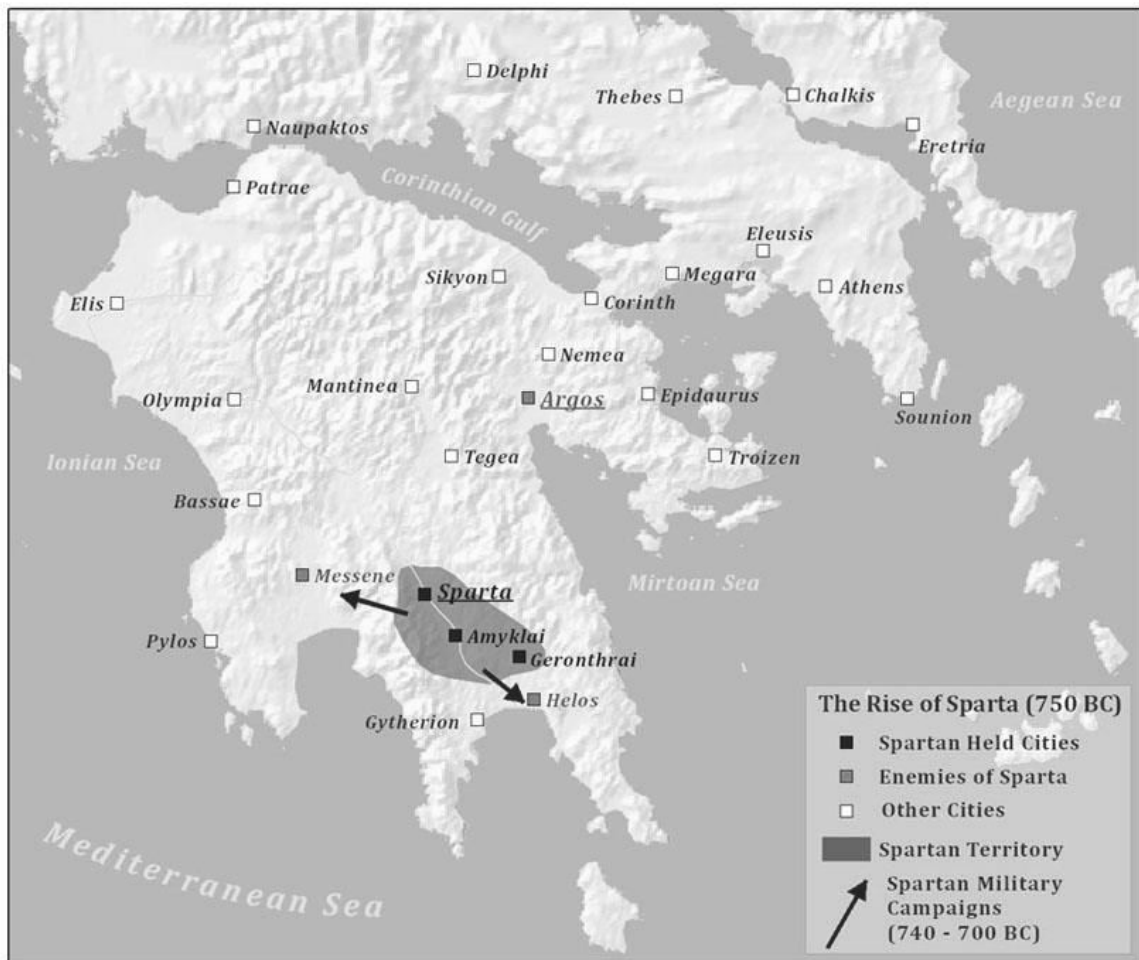 Delphi
Thebes
Chalkis
Aegean Sea
Naupaktos
Eretria
Patrae
Corinthian Gulf
Eleusis
Sikyon
Megara
Elis
Corinth
Athens
Nemea
Mantinea
Olympia
Argos
Epidaurus
Sounion
Ionian Sea
Tegea
Troizen
Bassae
Messene
Mirtoan Sea
Sparta
Pylos
Amyklai
Geronthrai
Helos
Gytherion
Mediterranean Sea
The Rise of Sparta (750 BC)
Spartan Held Cities
Enemies of Sparta
Other Cities
Spartan Territory
Spartan Military
Campaigns
(740 - 700 BC)